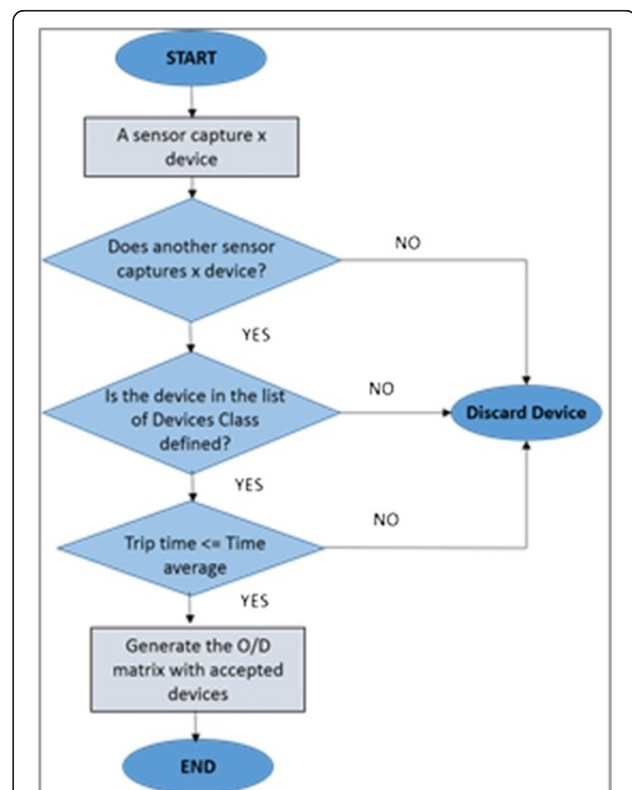 START
A sensor capture x
device
Does another sensor
captures x device?
NO
YES
Is the device in the list
of Devices Class
defined?
NO
Discard Device
YES
Trip time <= Time
average
NO
YES
Generate the O/D
matrix with accepted
devices
END